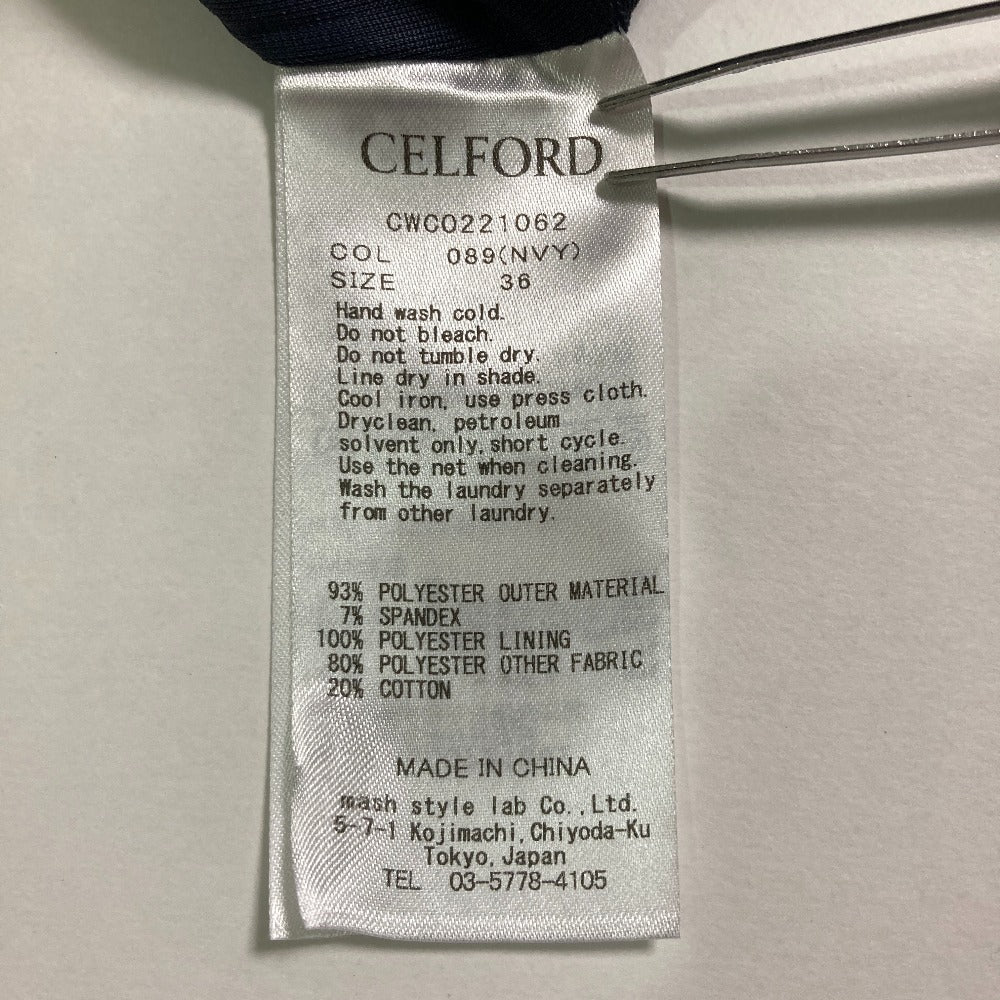 CELFORD
CWCO221062
COL 089(NVY)
SIZE 36
Hand wash cold.
Do not bleach.
Do not tumble dry.
Line dry in shade.
Cool iron, use press cloth.
Dryclean, petroleum
solvent only, short cycle.
Use the net when cleaning.
Wash the laundry separately
from other laundry.
93% POLYESTER OUTER MATERIAL
7% SPANDEX
100% POLYESTER LINING
80% POLYESTER OTHER FABRIC
20% COTTON
MADE IN CHINA
mash style lab Co.,Ltd.
5-7-1 Kojimachi,Chiyoda-Ku
Tokyo,Japan
TEL 03-5778-4105